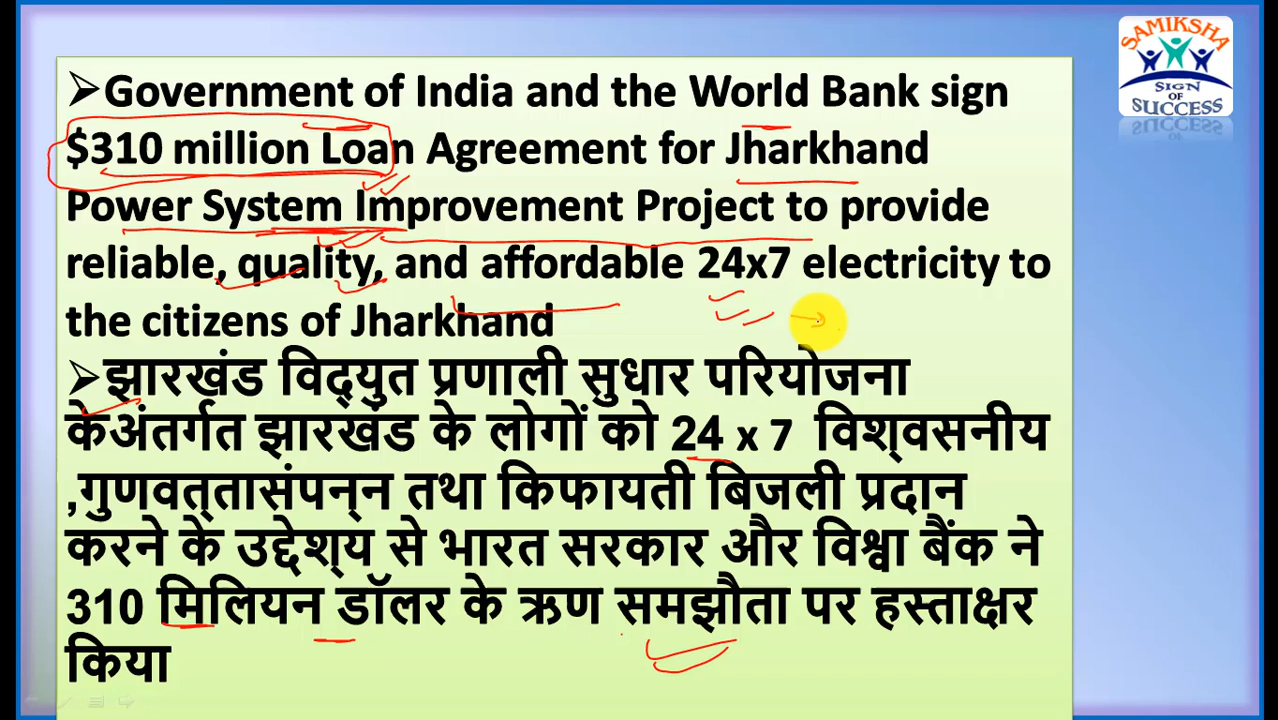 SAMIKSHA
SIGN
OF
SUCCESS
➢Government of India and the World Bank sign
$310 million Loan Agreement for Jharkhand
Power System Improvement Project to provide
reliable, quality, and affordable 24x7 electricity to
the citizens of Jharkhand
➢झारखंड विद्‌युत प्रणाली सुधार परियोजना
केअंतर्गत झारखंड के लोगों को 24 x 7 विश्‌वसनीय
,गुणवत्‌तासंपन्‌न तथा किफायती बिजली प्रदान
करने के उद्देश्‌य से भारत सरकार और विश्वा बैंक ने
310 मिलियन डॉलर के ऋण समझौता पर हस्ताक्षर
किया